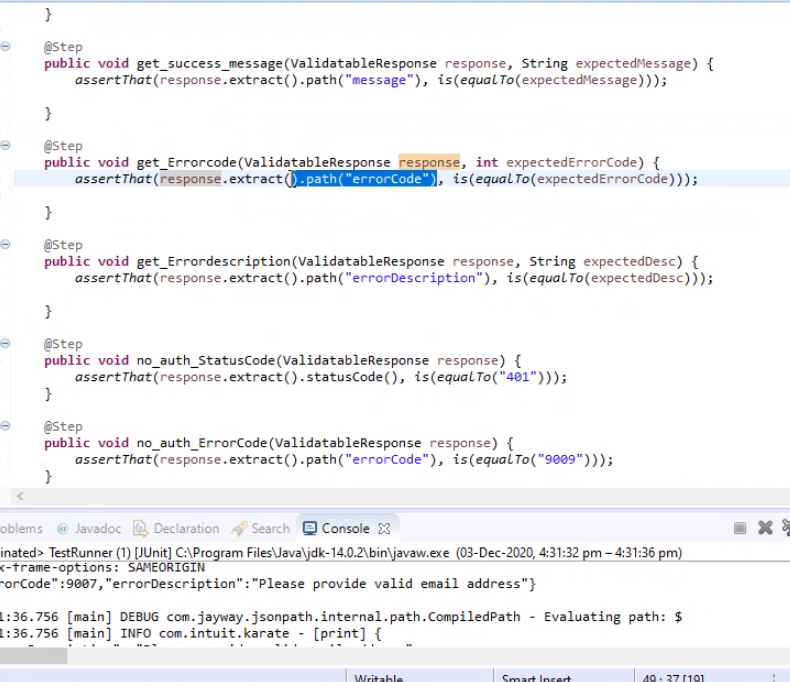 }
@Step
public void get_success_message(ValidatableResponse response, String expectedMessage) {
assertThat(response.extract().path("message"), is(equalTo(expectedMessage)));
}
@Step
public void get_Errorcode(ValidatableResponse response, int expectedErrorCode) {
assertThat(response.extract().path("errorCode"), is(equalTo(expectedErrorCode)));
}
@Step
public void get_Errordescription(ValidatableResponse response, String expectedDesc) {
assertThat(response.extract().path("errorDescription"), is(equalTo(expectedDesc)));
}
@Step
public void no_auth_StatusCode(ValidatableResponse response) {
assertThat(response.extract().statusCode(), is(equalTo("401")));
}
@Step
public void no_auth_ErrorCode(ValidatableResponse response) {
assertThat(response.extract().path("errorCode"), is(equalTo("9009")));
}
oblems @ Javadoc Declaration Search Console
inated> TestRunner (1) [JUnit] C:\Program Files\Java\jdk-14.0.2\bin\javaw.exe (03-Dec-2020, 4:31:32 pm – 4:31:36 pm)
x-frame-options: SAMEORIGIN
rorCode":9007,"errorDescription":"Please provide valid email address"}
1:36.756 [main] DEBUG com.jayway.jsonpath.internal.path.CompiledPath - Evaluating path: $
1:36.756 [main] INFO com.intuit.karate - [print] {
Writable Smart Insert 49 : 37 [19]